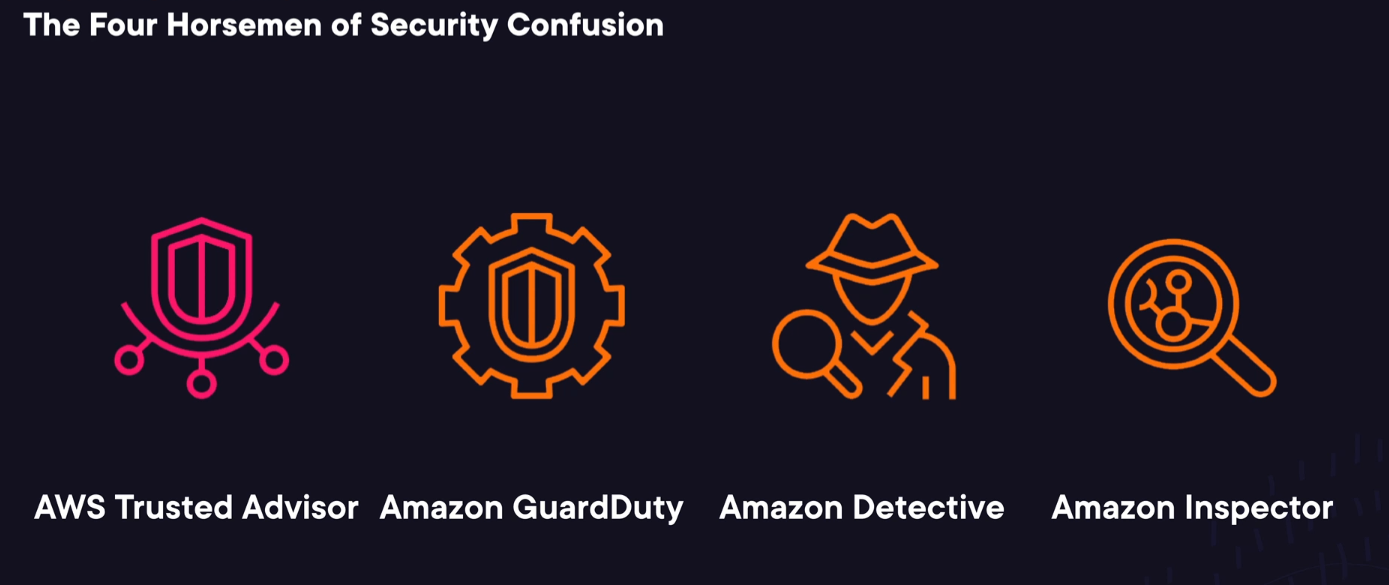 The Four Horsemen of Security Confusion
AWS Trusted Advisor
Amazon GuardDuty
Amazon Detective
Amazon Inspector